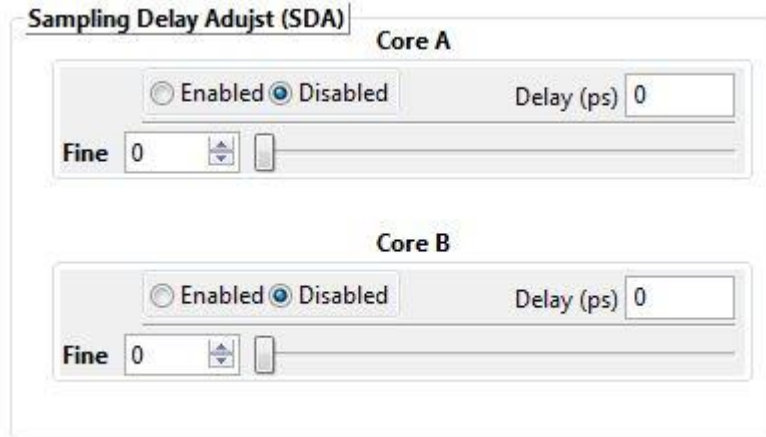 Sampling Delay Adujst (SDA)
Core A
Enabled Disabled Delay (ps) 0
Fine 0
Core B
Enabled Disabled Delay (ps) 0
Fine 0